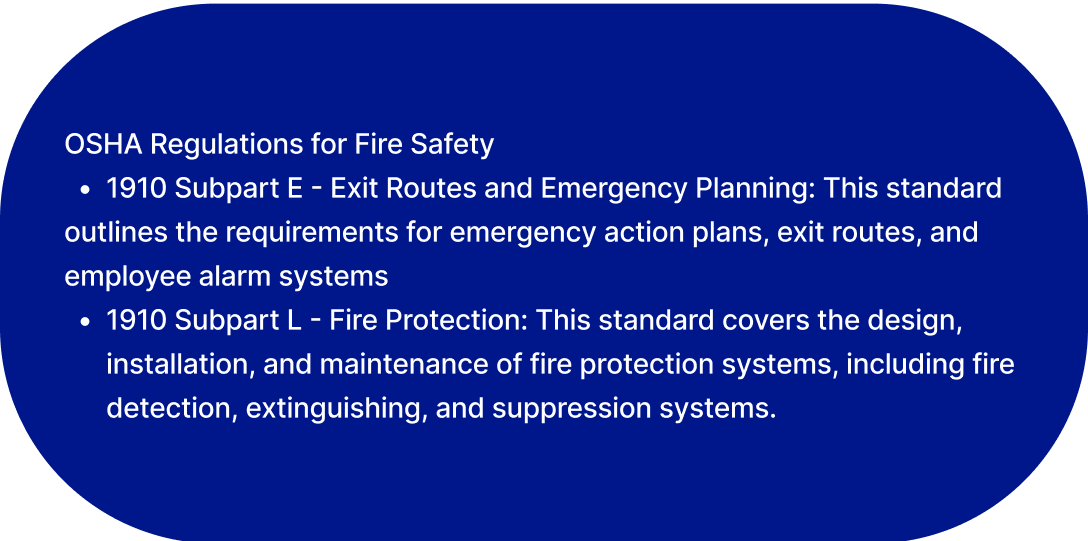 OSHA Regulations for Fire Safety
• 1910 Subpart E - Exit Routes and Emergency Planning: This standard
outlines the requirements for emergency action plans, exit routes, and
employee alarm systems
• 1910 Subpart L - Fire Protection: This standard covers the design,
installation, and maintenance of fire protection systems, including fire
detection, extinguishing, and suppression systems.